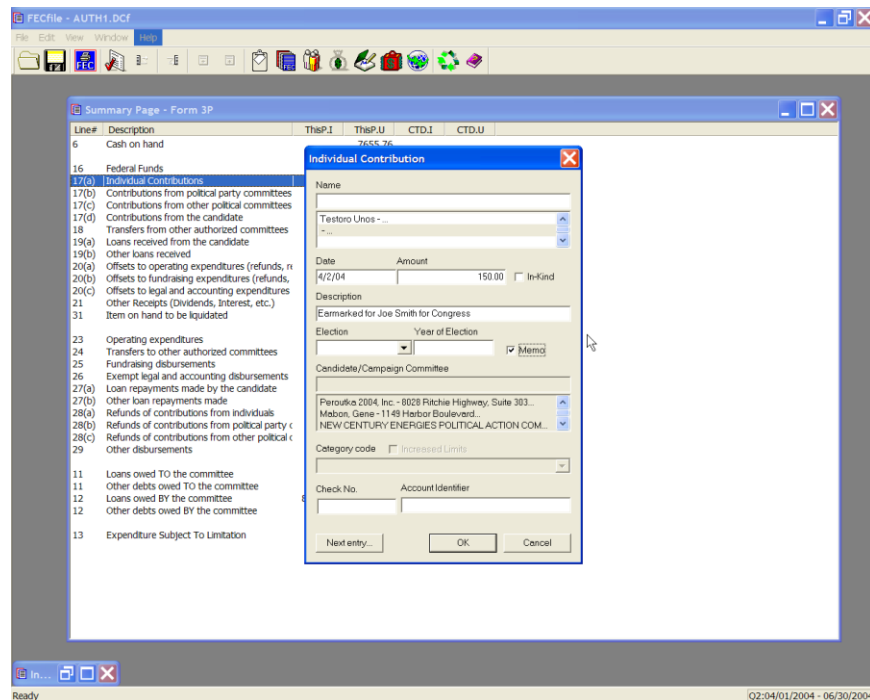 FECfile - AUTH1.DCf
File Edit View Window Help
FEC
Summary Page - Form 3P
Line# Description ThisP.I ThisP.U CTD.I CTD.U
6 Cash on hand 7655.76
16 Federal Funds
17(a) Individual Contributions
17(b) Contributions from political party committees
17(c) Contributions from other political committees
17(d) Contributions from the candidate
18 Transfers from other authorized committees
19(a) Loans received from the candidate
19(b) Other loans received
20(a) Offsets to operating expenditures (refunds, re
20(b) Offsets to fundraising expenditures (refunds,
20(c) Offsets to legal and accounting expenditures
21 Other Receipts (Dividends, Interest, etc.)
31 Item on hand to be liquidated
23 Operating expenditures
24 Transfers to other authorized committees
25 Fundraising disbursements
26 Exempt legal and accounting disbursements
27(a) Loan repayments made by the candidate
27(b) Other loan repayments made
28(a) Refunds of contributions from individuals
28(b) Refunds of contributions from political party c
28(c) Refunds of contributions from other political c
29 Other disbursements
11 Loans owed TO the committee
11 Other debts owed TO the committee
12 Loans owed BY the committee
12 Other debts owed BY the committee
13 Expenditure Subject To Limitation
Individual Contribution
Name
Testoro Unos - ...
- ...
Date Amount
4/2/04 150.00 In-Kind
Description
Earmarked for Joe Smith for Congress
Election Year of Election
Memo
Candidate/Campaign Committee
Peroutka 2004, Inc. - 8028 Ritchie Highway, Suite 303...
Mabon, Gene - 1149 Harbor Boulevard...
NEW CENTURY ENERGIES POLITICAL ACTION COM...
Category code Increased Limits
Check No. Account Identifier
Next entry... OK Cancel
In...
Ready Q2:04/01/2004 - 06/30/2004